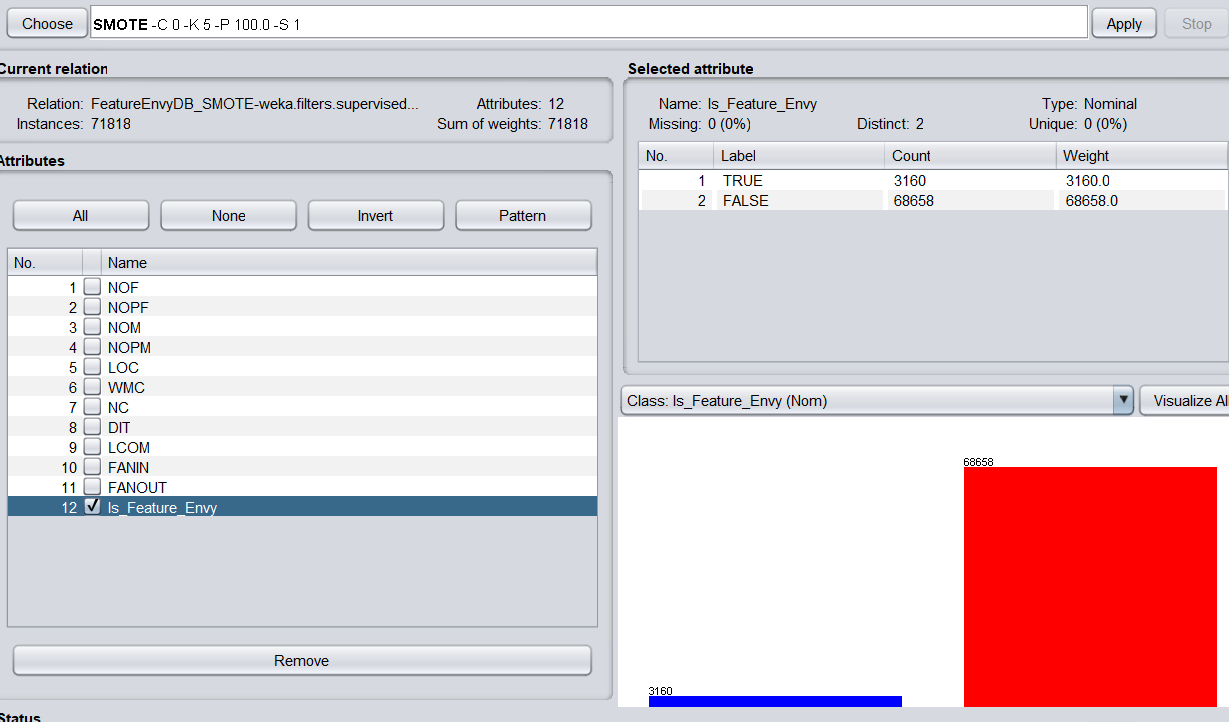 Choose SMOTE -C 0 -K 5 -P 100.0 -S 1 Apply Stop
Current relation
Relation: FeatureEnvyDB_SMOTE-weka.filters.supervised... Attributes: 12
Instances: 71818 Sum of weights: 71818
Attributes
All None Invert Pattern
No. Name
1 NOF
2 NOPF
3 NOM
4 NOPM
5 LOC
6 WMC
7 NC
8 DIT
9 LCOM
10 FANIN
11 FANOUT
12 Is_Feature_Envy
Remove
Status
Selected attribute
Name: Is_Feature_Envy Type: Nominal
Missing: 0 (0%) Distinct: 2 Unique: 0 (0%)
No. Label Count Weight
1 TRUE 3160 3160.0
2 FALSE 68658 68658.0
Class: Is_Feature_Envy (Nom) Visualize All
68658
3160